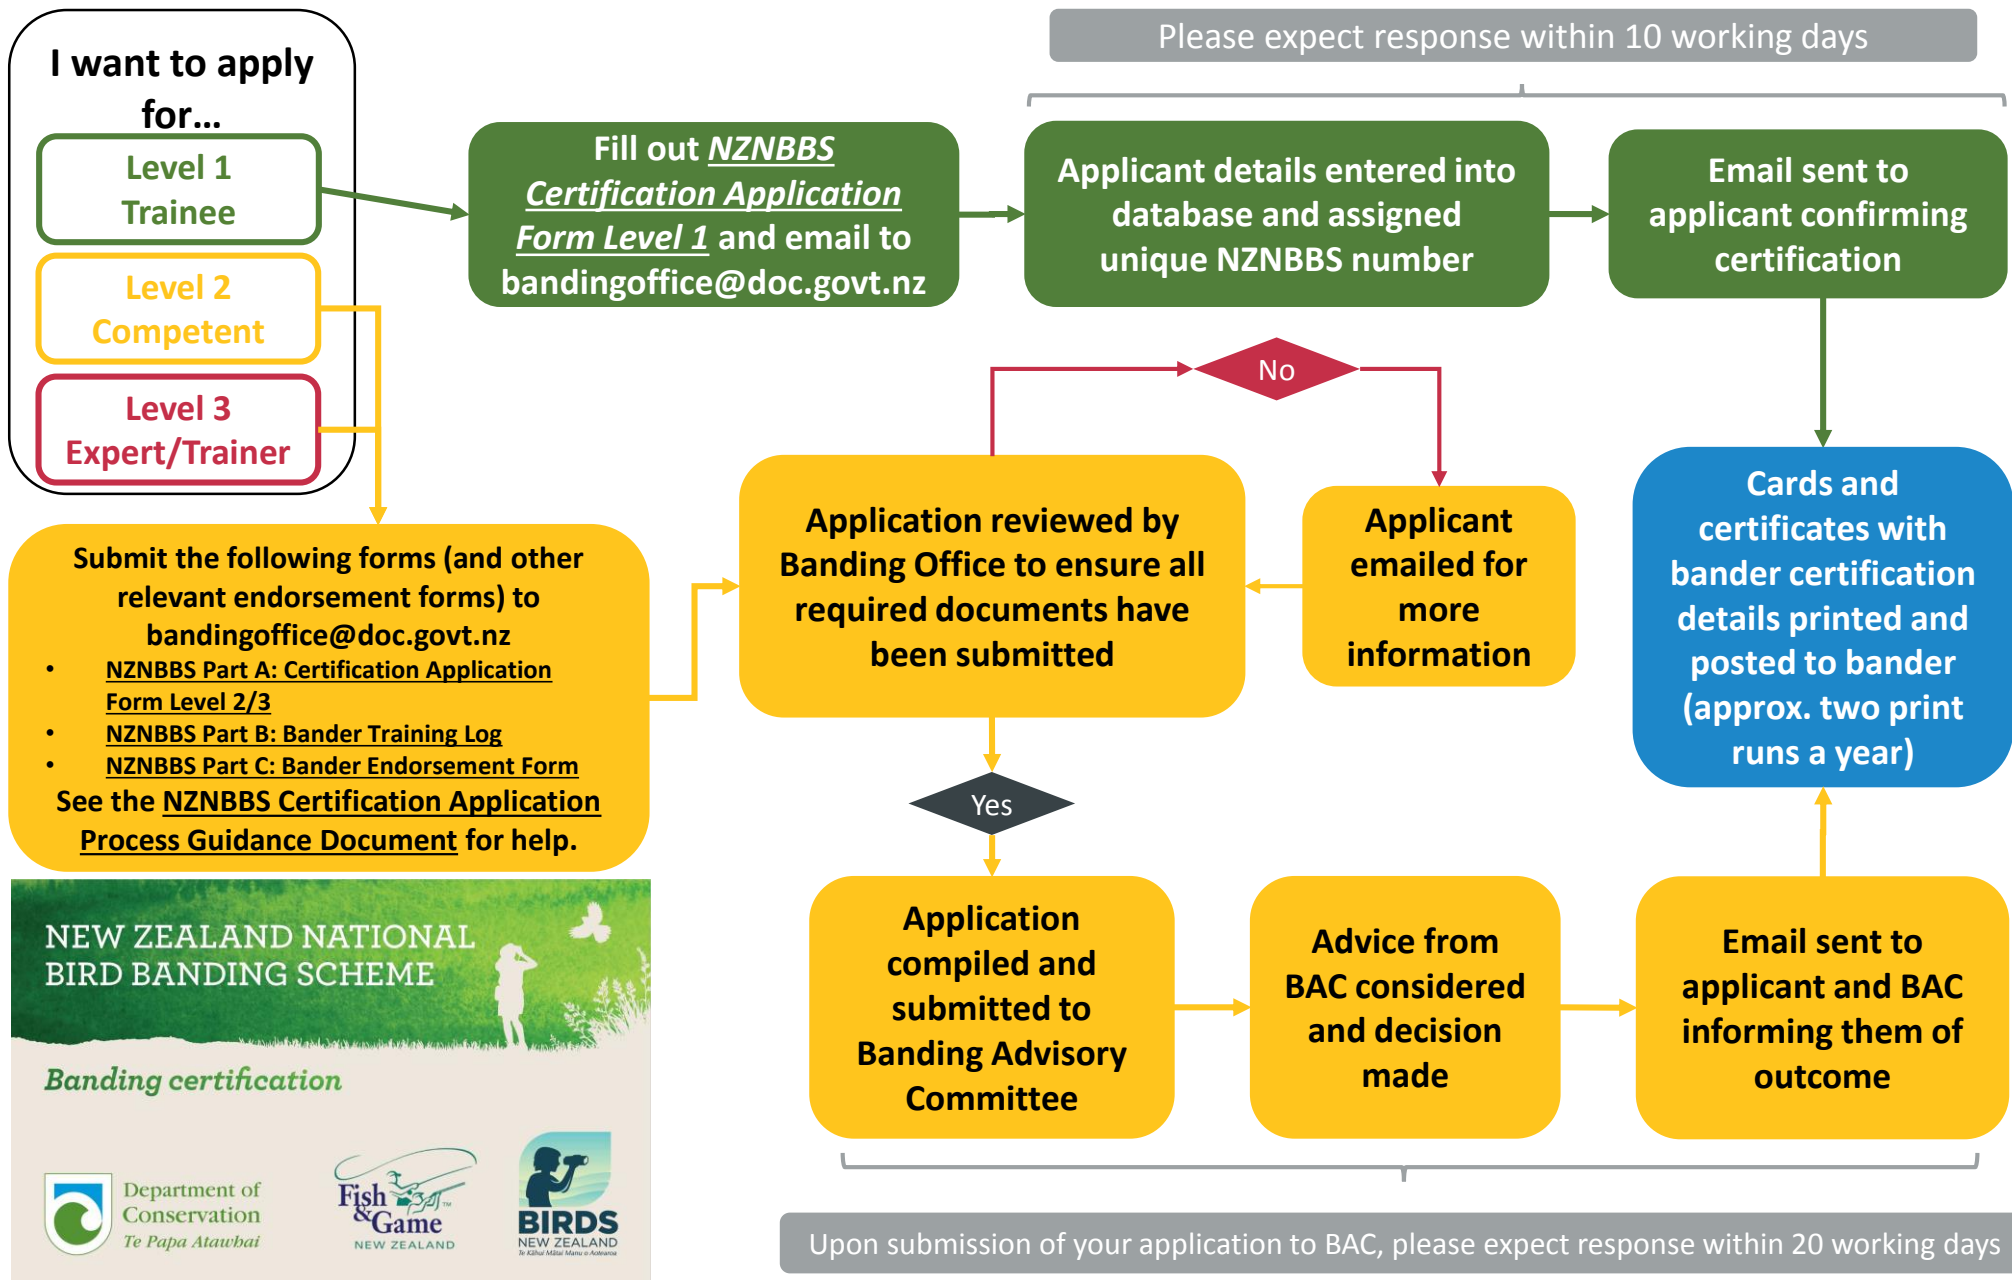 I want to apply
for...
Level 1
Trainee
Level 2
Competent
Level 3
Expert/Trainer
Please expect response within 10 working days
Fill out NZNBBS
Certification Application
Form Level 1 and email to
bandingoffice@doc.govt.nz
Applicant details entered into
database and assigned
unique NZNBBS number
Email sent to
applicant confirming
certification
No
Submit the following forms (and other
relevant endorsement forms) to
bandingoffice@doc.govt.nz
• NZNBBS Part A: Certification Application
Form Level 2/3
• NZNBBS Part B: Bander Training Log
• NZNBBS Part C: Bander Endorsement Form
See the NZNBBS Certification Application
Process Guidance Document for help.
Application reviewed by
Banding Office to ensure all
required documents have
been submitted
Applicant
emailed for
more
information
Cards and
certificates with
bander certification
details printed and
posted to bander
(approx. two print
runs a year)
Yes
Application
compiled and
submitted to
Banding Advisory
Committee
Advice from
BAC considered
and decision
made
Email sent to
applicant and BAC
informing them of
outcome
Upon submission of your application to BAC, please expect response within 20 working days
NEW ZEALAND NATIONAL
BIRD BANDING SCHEME
Banding certification
Department of
Conservation
Te Papa Atawhai
Fish
&Game
NEW ZEALAND
BIRDS
NEW ZEALAND
Te Kāhui Mātai Manu o Aotearoa